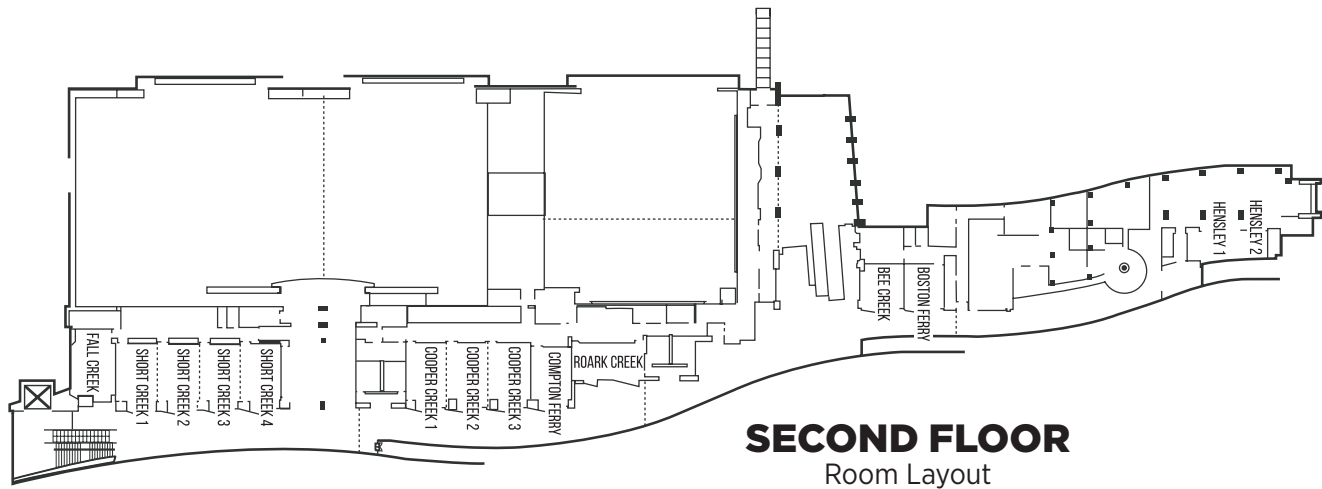 FALL CREEK
SHORT CREEK 1
SHORT CREEK 2
SHORT CREEK 3
SHORT CREEK 4
COOPER CREEK 1
COOPER CREEK 2
COOPER CREEK 3
COMPTON FERRY
ROARK CREEK
BEE CREEK
BOSTON FERRY
HENSLEY 1
HENSLEY 2
SECOND FLOOR
Room Layout